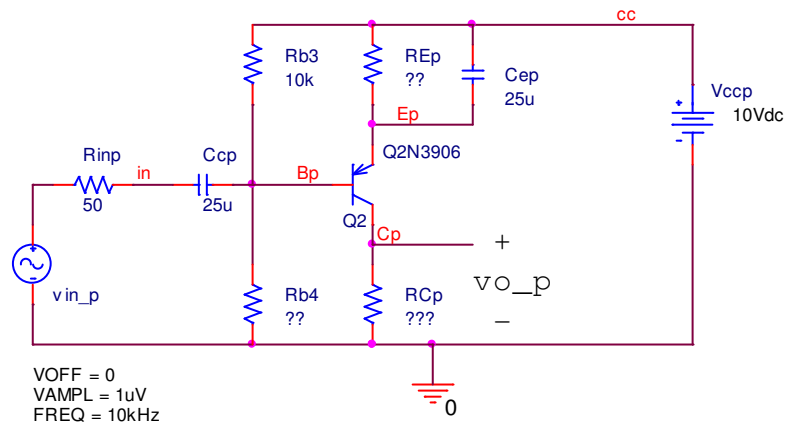 cc
Rb3
10k
REp
??
Cep
25u
Vccp
10Vdc
+
-
Ep
Q2N3906
Rinp
50
in
Ccp
25u
Bp
Q2
Cp
+
vo_p
–
+
-
vin_p
Rb4
??
RCp
???
0
VOFF = 0
VAMPL = 1uV
FREQ = 10kHz